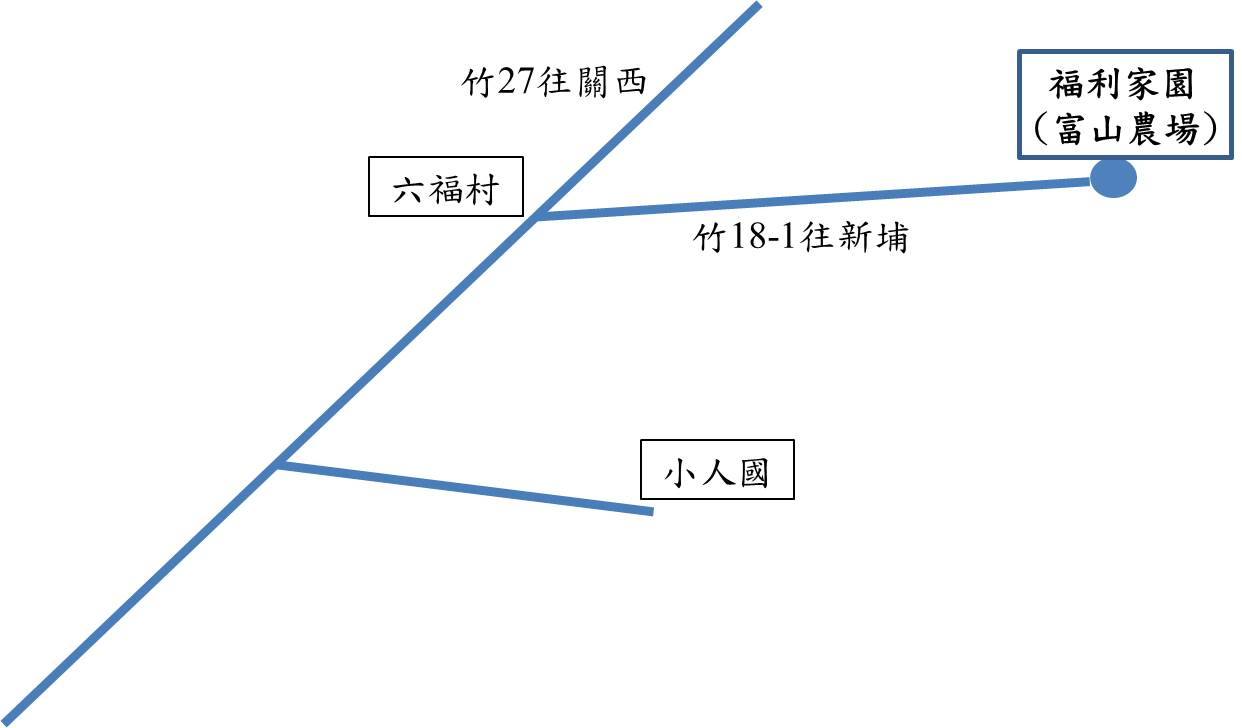 竹27往關西
福利家園
（富山農場）
六福村
竹18-1往新埔
小人國